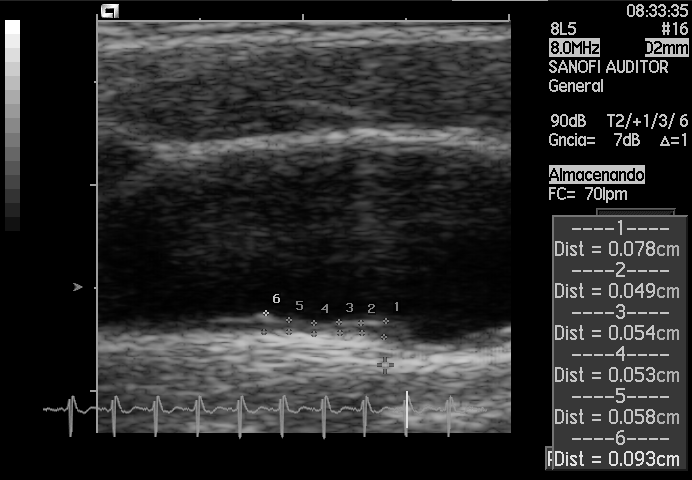 08:33:35
8L5 #16
8.0MHz D2mm
SANOFI AUDITOR
General
90dB T2/+1/3/ 6
Gncia= 7dB Δ=1
Almacenando
FC= 70lpm
----1----
Dist = 0.078cm
----2----
Dist = 0.049cm
----3----
Dist = 0.054cm
----4----
Dist = 0.053cm
----5----
Dist = 0.058cm
----6----
Dist = 0.093cm
6 5 4 3 2 1